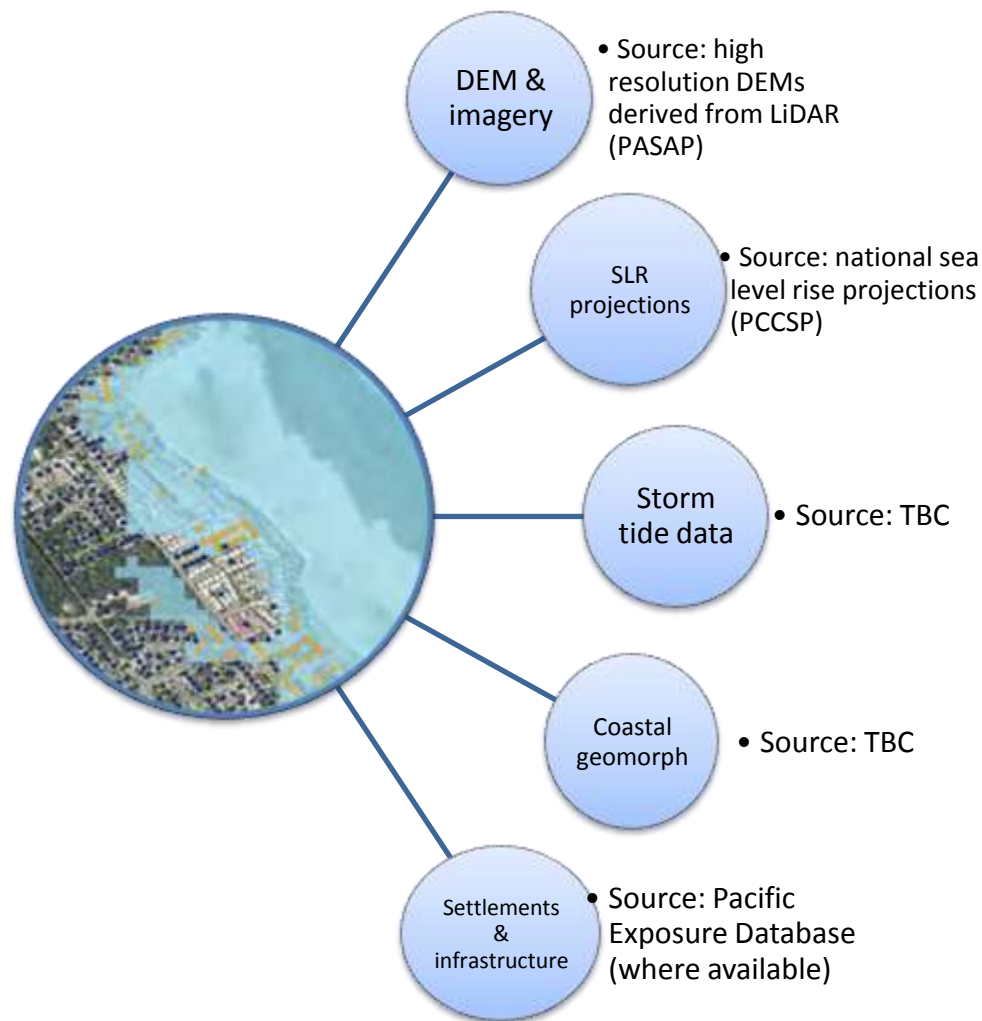 DEM &
imagery
• Source: high
resolution DEMs
derived from LiDAR
(PASAP)
SLR
projections
• Source: national sea
level rise projections
(PCCSP)
Storm
tide data
• Source: TBC
Coastal
geomorph
• Source: TBC
Settlements
&
infrastructure
• Source: Pacific
Exposure Database
(where available)